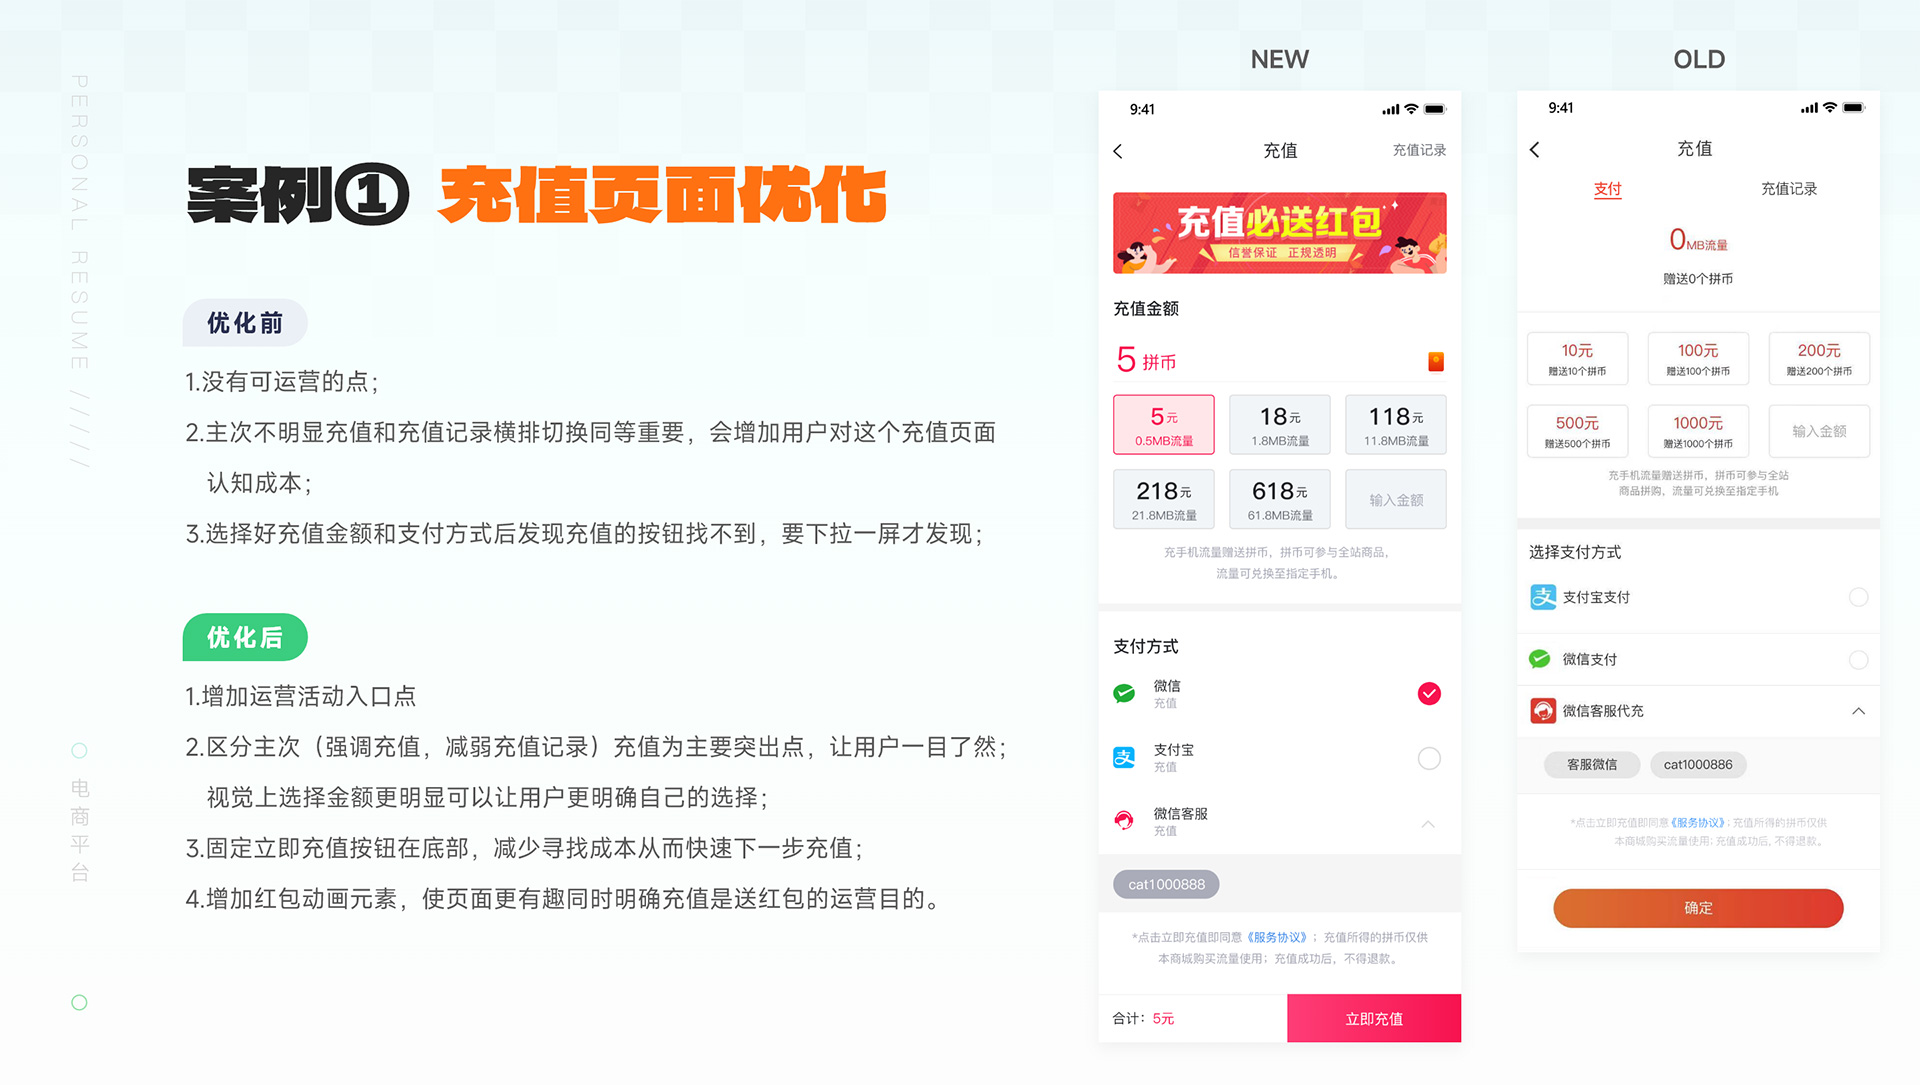 PERSONAL RESUME /////
电商平台
案例① 充值页面优化
优化前
1.没有可运营的点；
2.主次不明显充值和充值记录横排切换同等重要，会增加用户对这个充值页面
认知成本；
3.选择好充值金额和支付方式后发现充值的按钮找不到，要下拉一屏才发现；
优化后
1.增加运营活动入口点
2.区分主次（强调充值，减弱充值记录）充值为主要突出点，让用户一目了然；
视觉上选择金额更明显可以让用户更明确自己的选择；
3.固定立即充值按钮在底部，减少寻找成本从而快速下一步充值；
4.增加红包动画元素，使页面更有趣同时明确充值是送红包的运营目的。
NEW
9:41
充值 充值记录
充值必送红包
信誉保证 正规透明
充值金额
5 拼币
5元 18元 118元
0.5MB流量 1.8MB流量 11.8MB流量
218元 618元 输入金额
21.8MB流量 61.8MB流量
充手机流量赠送拼币，拼币可参与全站商品，
流量可兑换至指定手机。
支付方式
微信
充值
支付宝
充值
微信客服
充值
cat1000888
*点击立即充值即同意《服务协议》；充值所得的拼币仅供
本商城购买流量使用；充值成功后，不得退款。
合计：5元 立即充值
OLD
9:41
充值
支付 充值记录
0MB流量
赠送0个拼币
10元 100元 200元
赠送10个拼币 赠送100个拼币 赠送200个拼币
500元 1000元 输入金额
赠送500个拼币 赠送1000个拼币
充手机流量赠送拼币，拼币可参与全站
商品拼购，流量可兑换至指定手机
选择支付方式
支付宝支付
微信支付
微信客服代充
客服微信 cat1000886
*点击立即充值即同意《服务协议》；充值所得的拼币仅供
本商城购买流量使用；充值成功后，不得退款。
确定